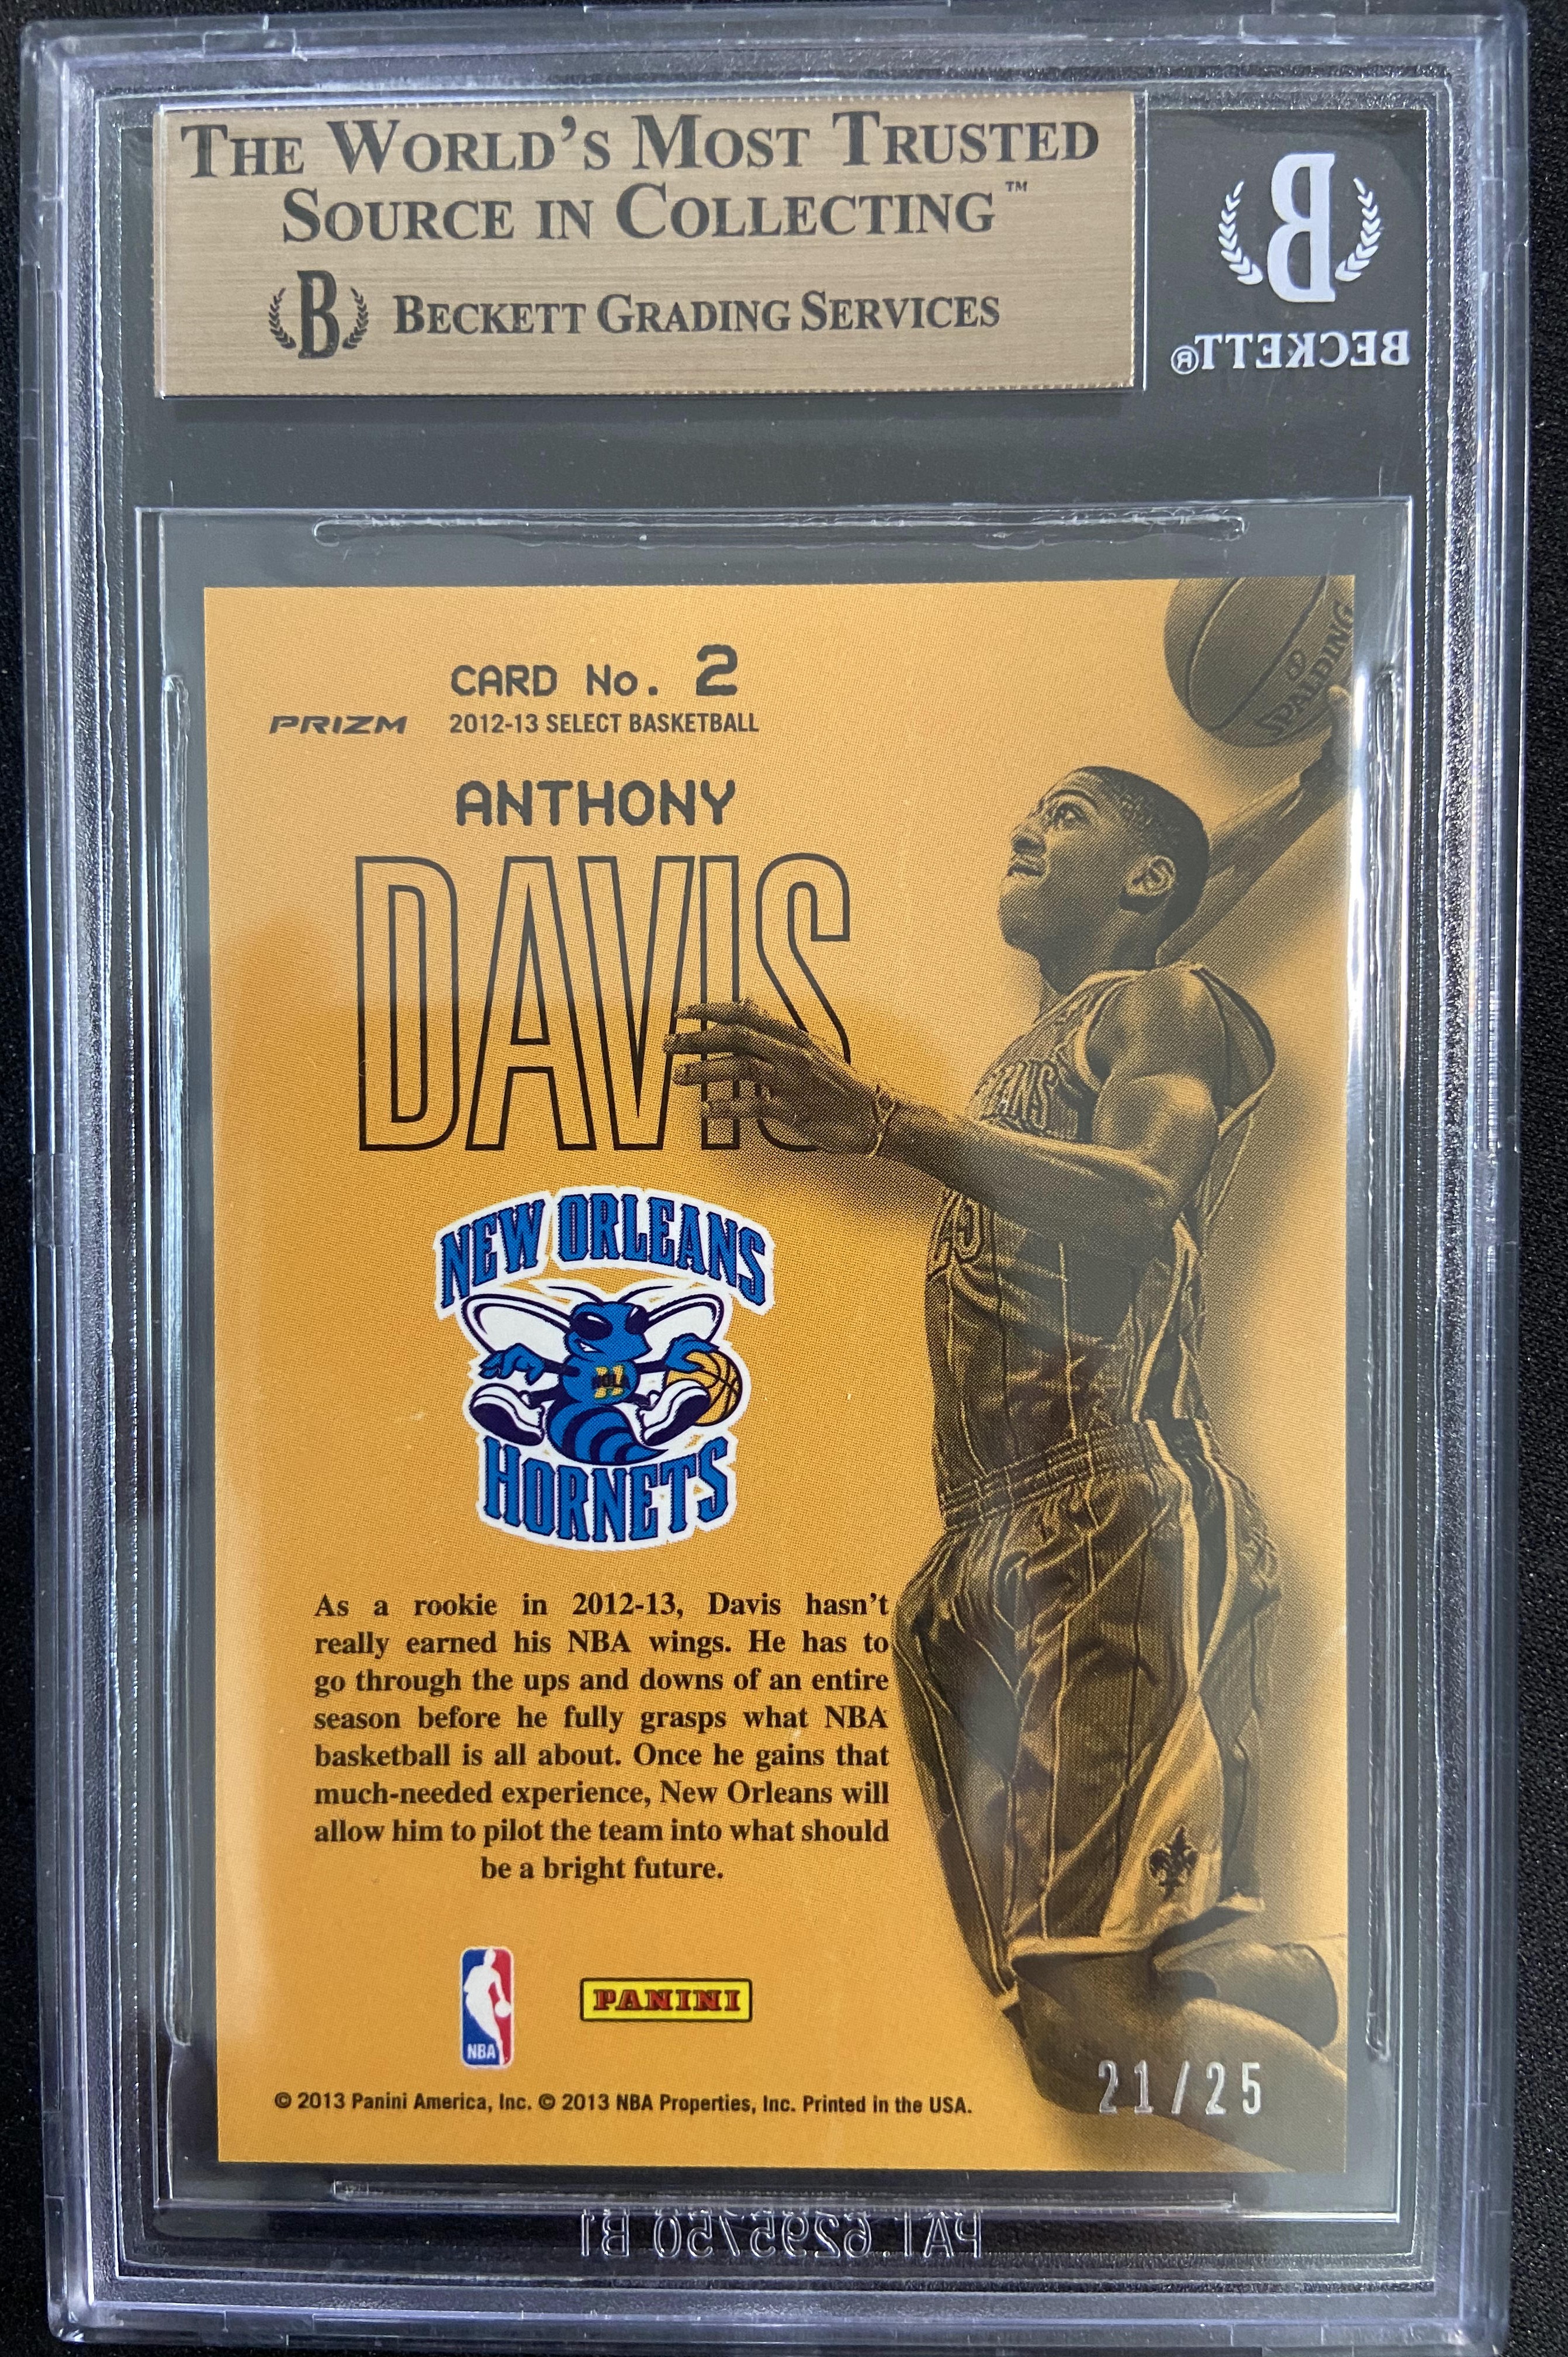 THE WORLD'S MOST TRUSTED
SOURCE IN COLLECTING™
B BECKETT GRADING SERVICES
B
BECKETT®
CARD No. 2
PRIZM 2012-13 SELECT BASKETBALL
SPALDING
ANTHONY
DAVIS
NEW ORLEANS
NOLA
HORNETS
As a rookie in 2012-13, Davis hasn't
really earned his NBA wings. He has to
go through the ups and downs of an entire
season before he fully grasps what NBA
basketball is all about. Once he gains that
much-needed experience, New Orleans will
allow him to pilot the team into what should
be a bright future.
NBA
PANINI
© 2013 Panini America, Inc. © 2013 NBA Properties, Inc. Printed in the USA.
21/25
PAT. 6295750 B1